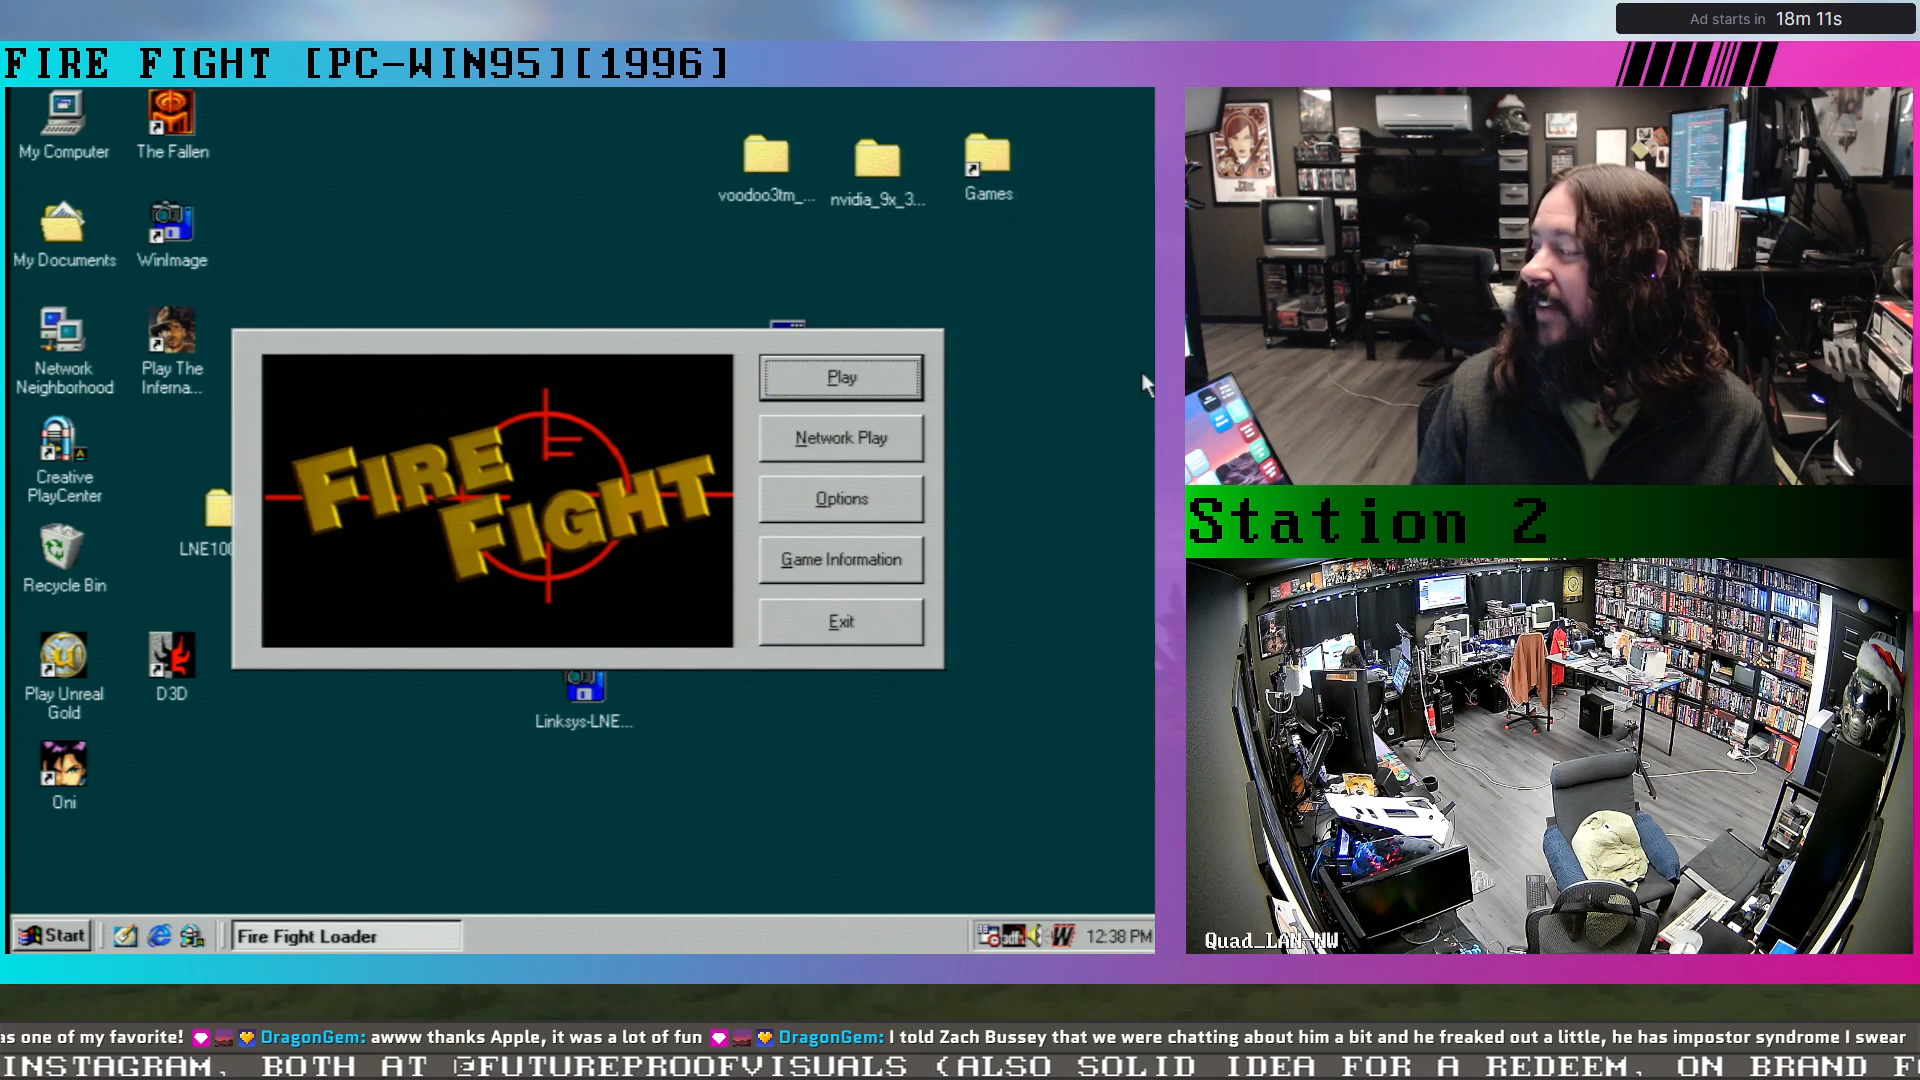 Ad starts in 18m 11s
FIRE FIGHT [PC-WIN95][1996]
My Computer
The Fallen
voodoo3tm_...
nvidia_9x_3...
Games
My Documents
WinImage
Network
Neighborhood
Play The
Inferna...
Creative
PlayCenter
LNE100
Recycle Bin
Play Unreal
Gold
D3D
Oni
Linksys-LNE...
FIRE
FIGHT
Play
Network Play
Options
Game Information
Exit
Start
Fire Fight Loader
12:38 PM
Station 2
Quad_LAN-NW
as one of my favorite! DragonGem: awww thanks Apple, it was a lot of fun DragonGem: I told Zach Bussey that we were chatting about him a bit and he freaked out a little, he has impostor syndrome I swear
INSTAGRAM, BOTH AT @FUTUREPROOFVISUALS (ALSO SOLID IDEA FOR A REDEEM, ON BRAND F